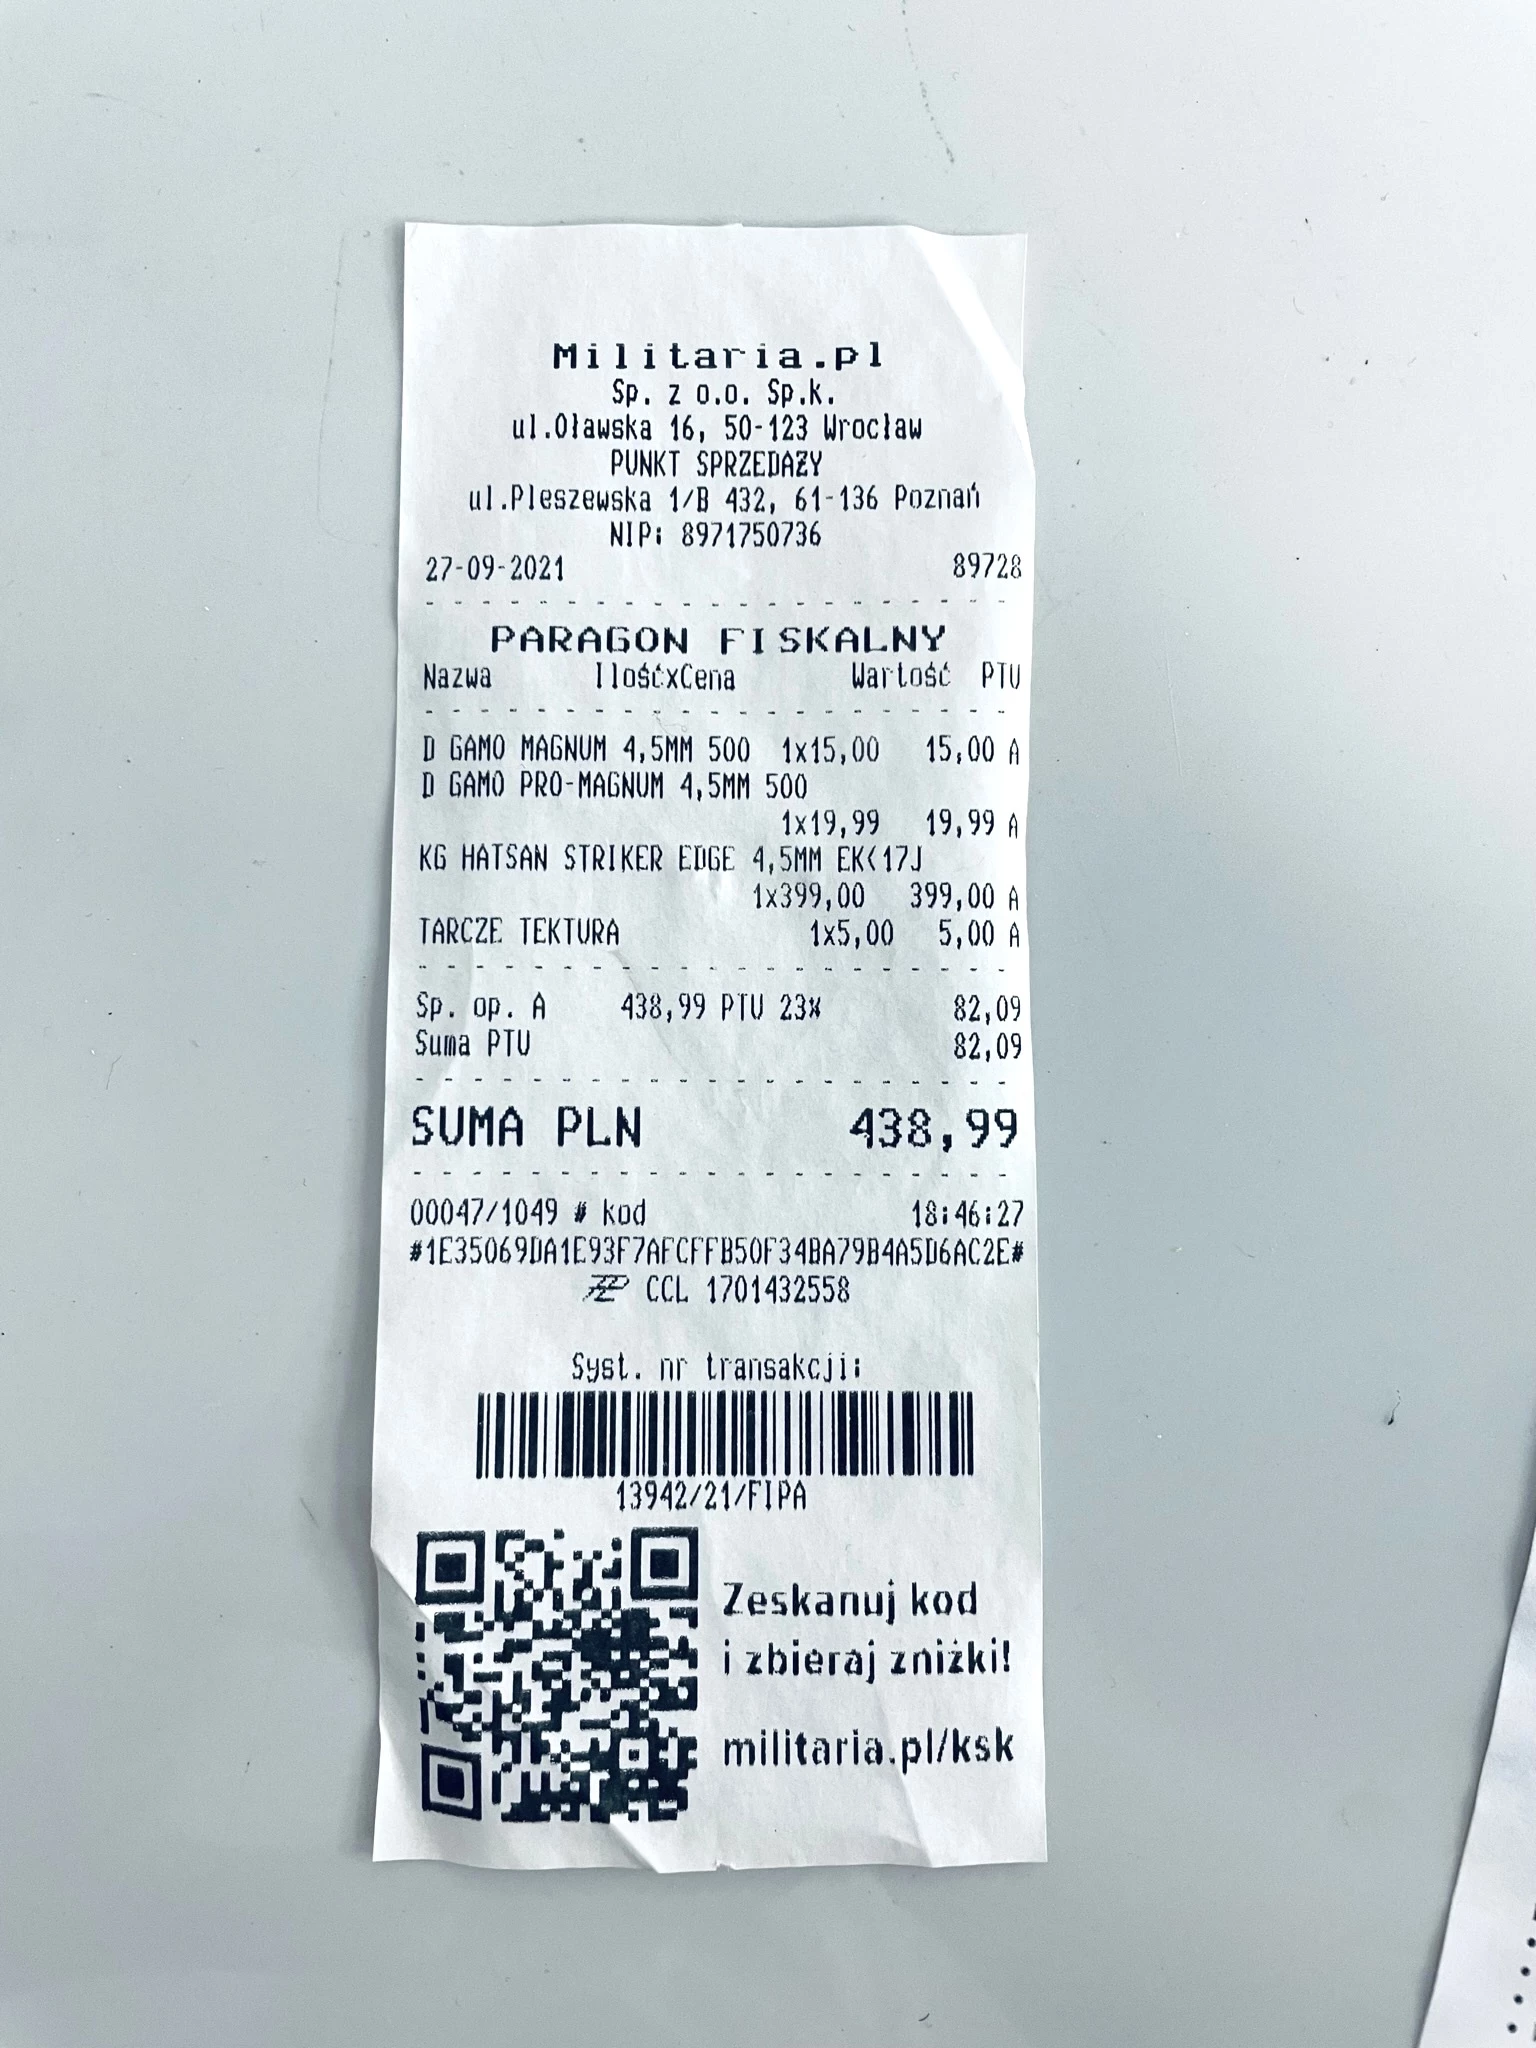 Militaria.pl
Sp. z o.o. Sp.k.
ul.Oławska 16, 50-123 Wrocław
PUNKT SPRZEDAŻY
ul.Pleszewska 1/B 432, 61-136 Poznań
NIP: 8971750736
27-09-2021 89728
PARAGON FISKALNY
Nazwa IlośćxCena Wartość PTU
D GAMO MAGNUM 4,5MM 500 1x15,00 15,00 A
D GAMO PRO-MAGNUM 4,5MM 500
1x19,99 19,99 A
KG HATSAN STRIKER EDGE 4,5MM EK<17J
1x399,00 399,00 A
TARCZE TEKTURA 1x5,00 5,00 A
Sp. op. A 438,99 PTU 23% 82,09
Suma PTU 82,09
SUMA PLN 438,99
00047/1049 # kod 18:46:27
#1E35069DA1E93F7AFCFFB50F34BA79B4A5D6AC2E#
CCL 1701432558
Syst. nr transakcji:
13942/21/FIPA
Zeskanuj kod
i zbieraj zniżki!
militaria.pl/ksk